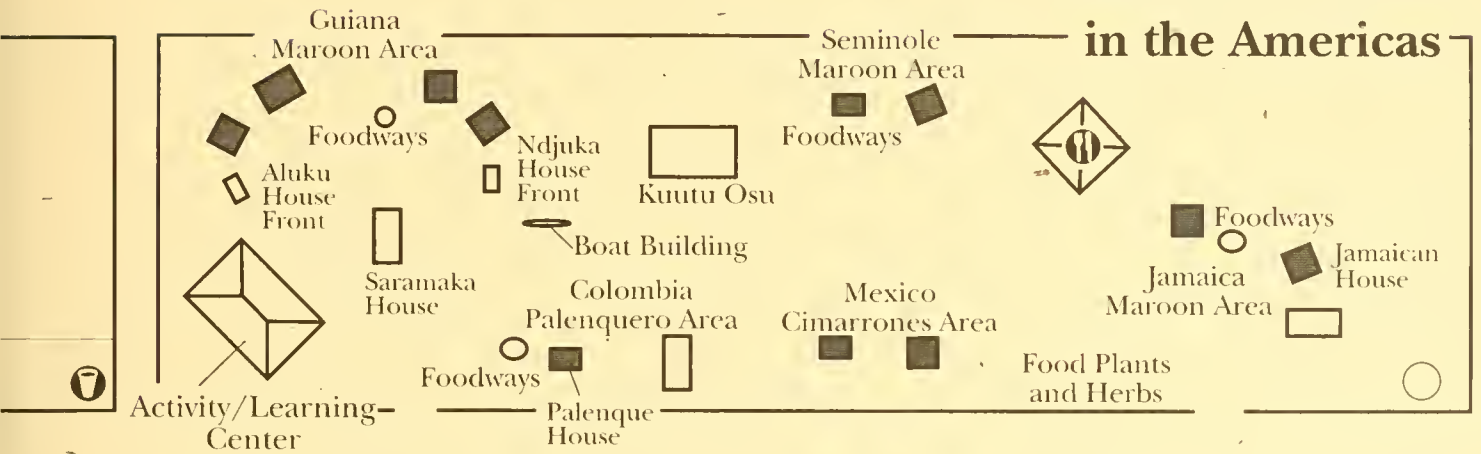 in the Americas
Guiana
Maroon Area
Seminole
Maroon Area
Foodways
Foodways
Ndjuka
House
Front
Aluku
House
Front
Kuutu Osu
Boat Building
Saramaka
House
Foodways
Jamaican
House
Jamaica
Maroon Area
Colombia
Palenquero Area
Mexico
Cimarrones Area
Foodways
Food Plants
and Herbs
Activity/Learning
Center
Palenque
House